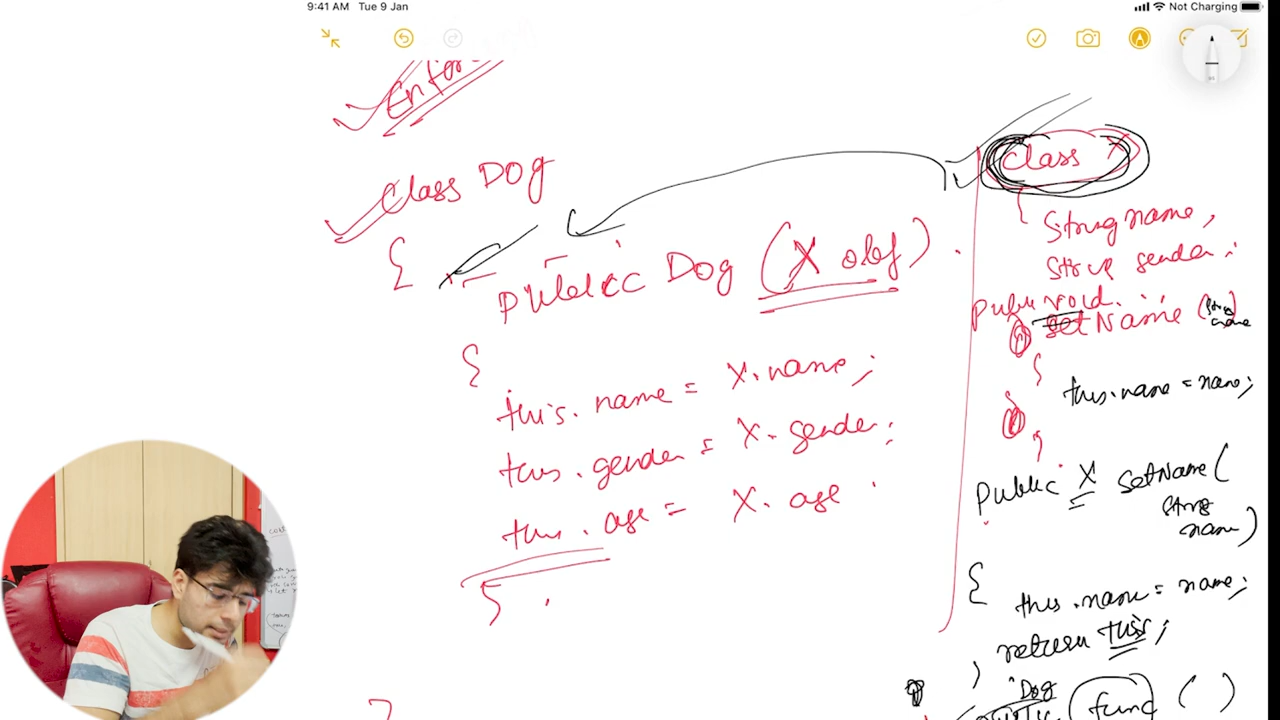 9:41 AM Tue 9 Jan
Not Charging
Class Dog
{
Public Dog (X obj)
{
this.name = X.name;
this.gender = X.gender;
this.age = X.age
}
class X
{
String name,
String gender;
Public void
setName (String name)
{
this.name = name;
}
Public X setName(
String
name)
{
this.name = name;
return this;
}
Dog
func ( )
}